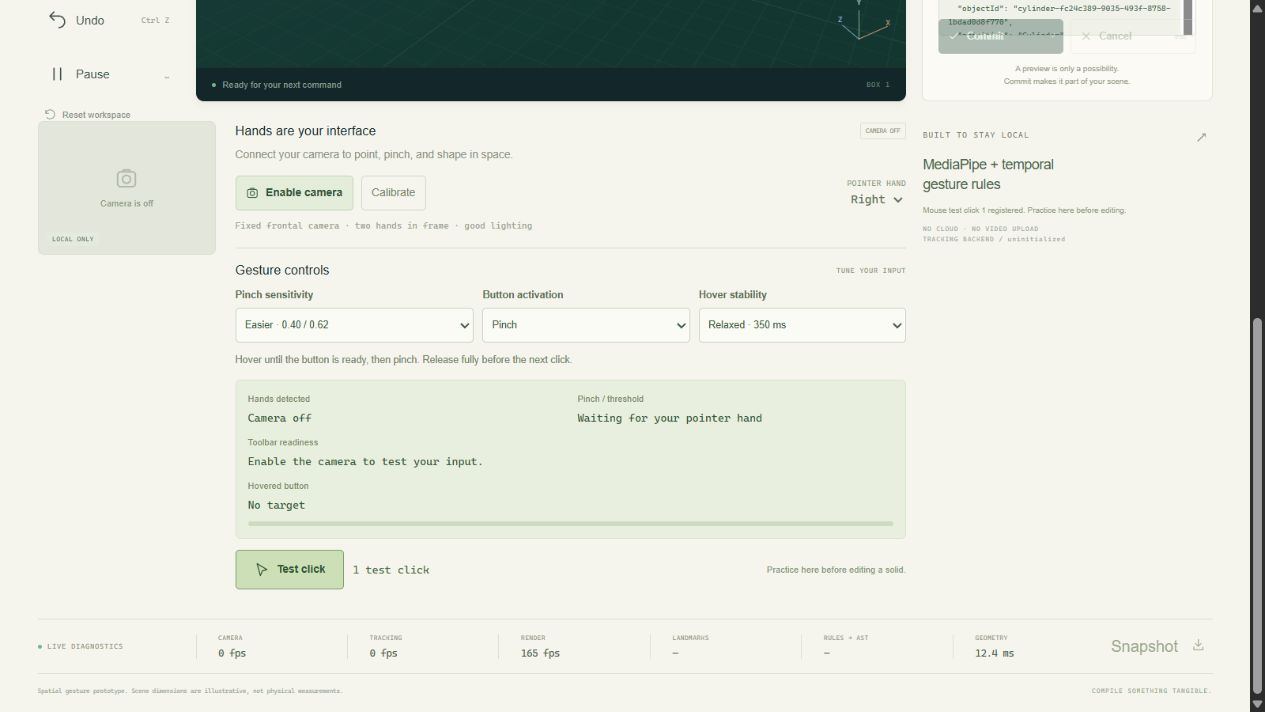 Undo
Ctrl Z
Pause
Reset workspace
Camera is off
LOCAL ONLY
Y
Z
X
Ready for your next command
BOX 1
"objectId": "cylinder-fc24c389-9035-493f-8758-
1bdad0d8f770",
Commit
Cancel
A preview is only a possibility.
Commit makes it part of your scene.
Hands are your interface
CAMERA OFF
Connect your camera to point, pinch, and shape in space.
Enable camera
Calibrate
POINTER HAND
Right
Fixed frontal camera · two hands in frame · good lighting
BUILT TO STAY LOCAL
MediaPipe + temporal
gesture rules
Mouse test click 1 registered. Practice here before editing.
NO CLOUD · NO VIDEO UPLOAD
TRACKING BACKEND / uninitialized
Gesture controls
TUNE YOUR INPUT
Pinch sensitivity
Button activation
Hover stability
Easier · 0.40 / 0.62
Pinch
Relaxed · 350 ms
Hover until the button is ready, then pinch. Release fully before the next click.
Hands detected
Pinch / threshold
Camera off
Waiting for your pointer hand
Toolbar readiness
Enable the camera to test your input.
Hovered button
No target
Test click
1 test click
Practice here before editing a solid.
LIVE DIAGNOSTICS
CAMERA
0 fps
TRACKING
0 fps
RENDER
165 fps
LANDMARKS
—
RULES + AST
—
GEOMETRY
12.4 ms
Snapshot
Spatial gesture prototype. Scene dimensions are illustrative, not physical measurements.
COMPILE SOMETHING TANGIBLE.